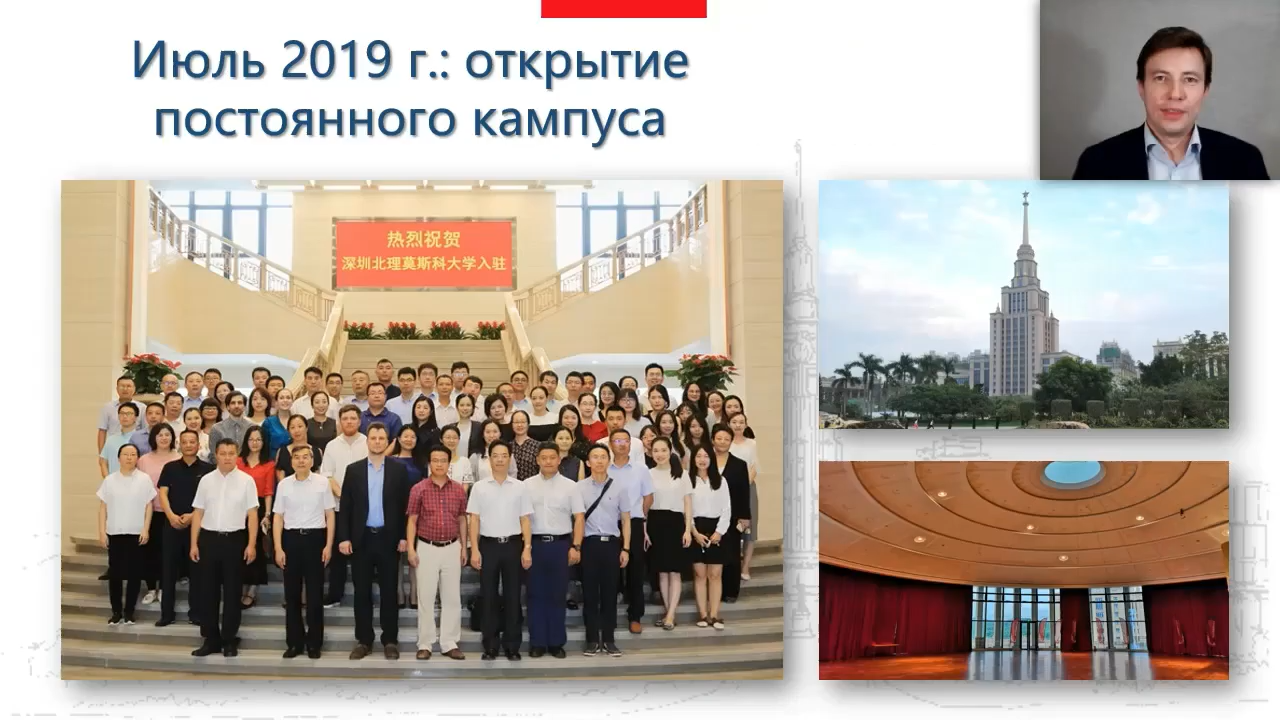 Июль 2019 г.: открытие
постоянного кампуса
热烈祝贺
深圳北理莫斯科大学入驻